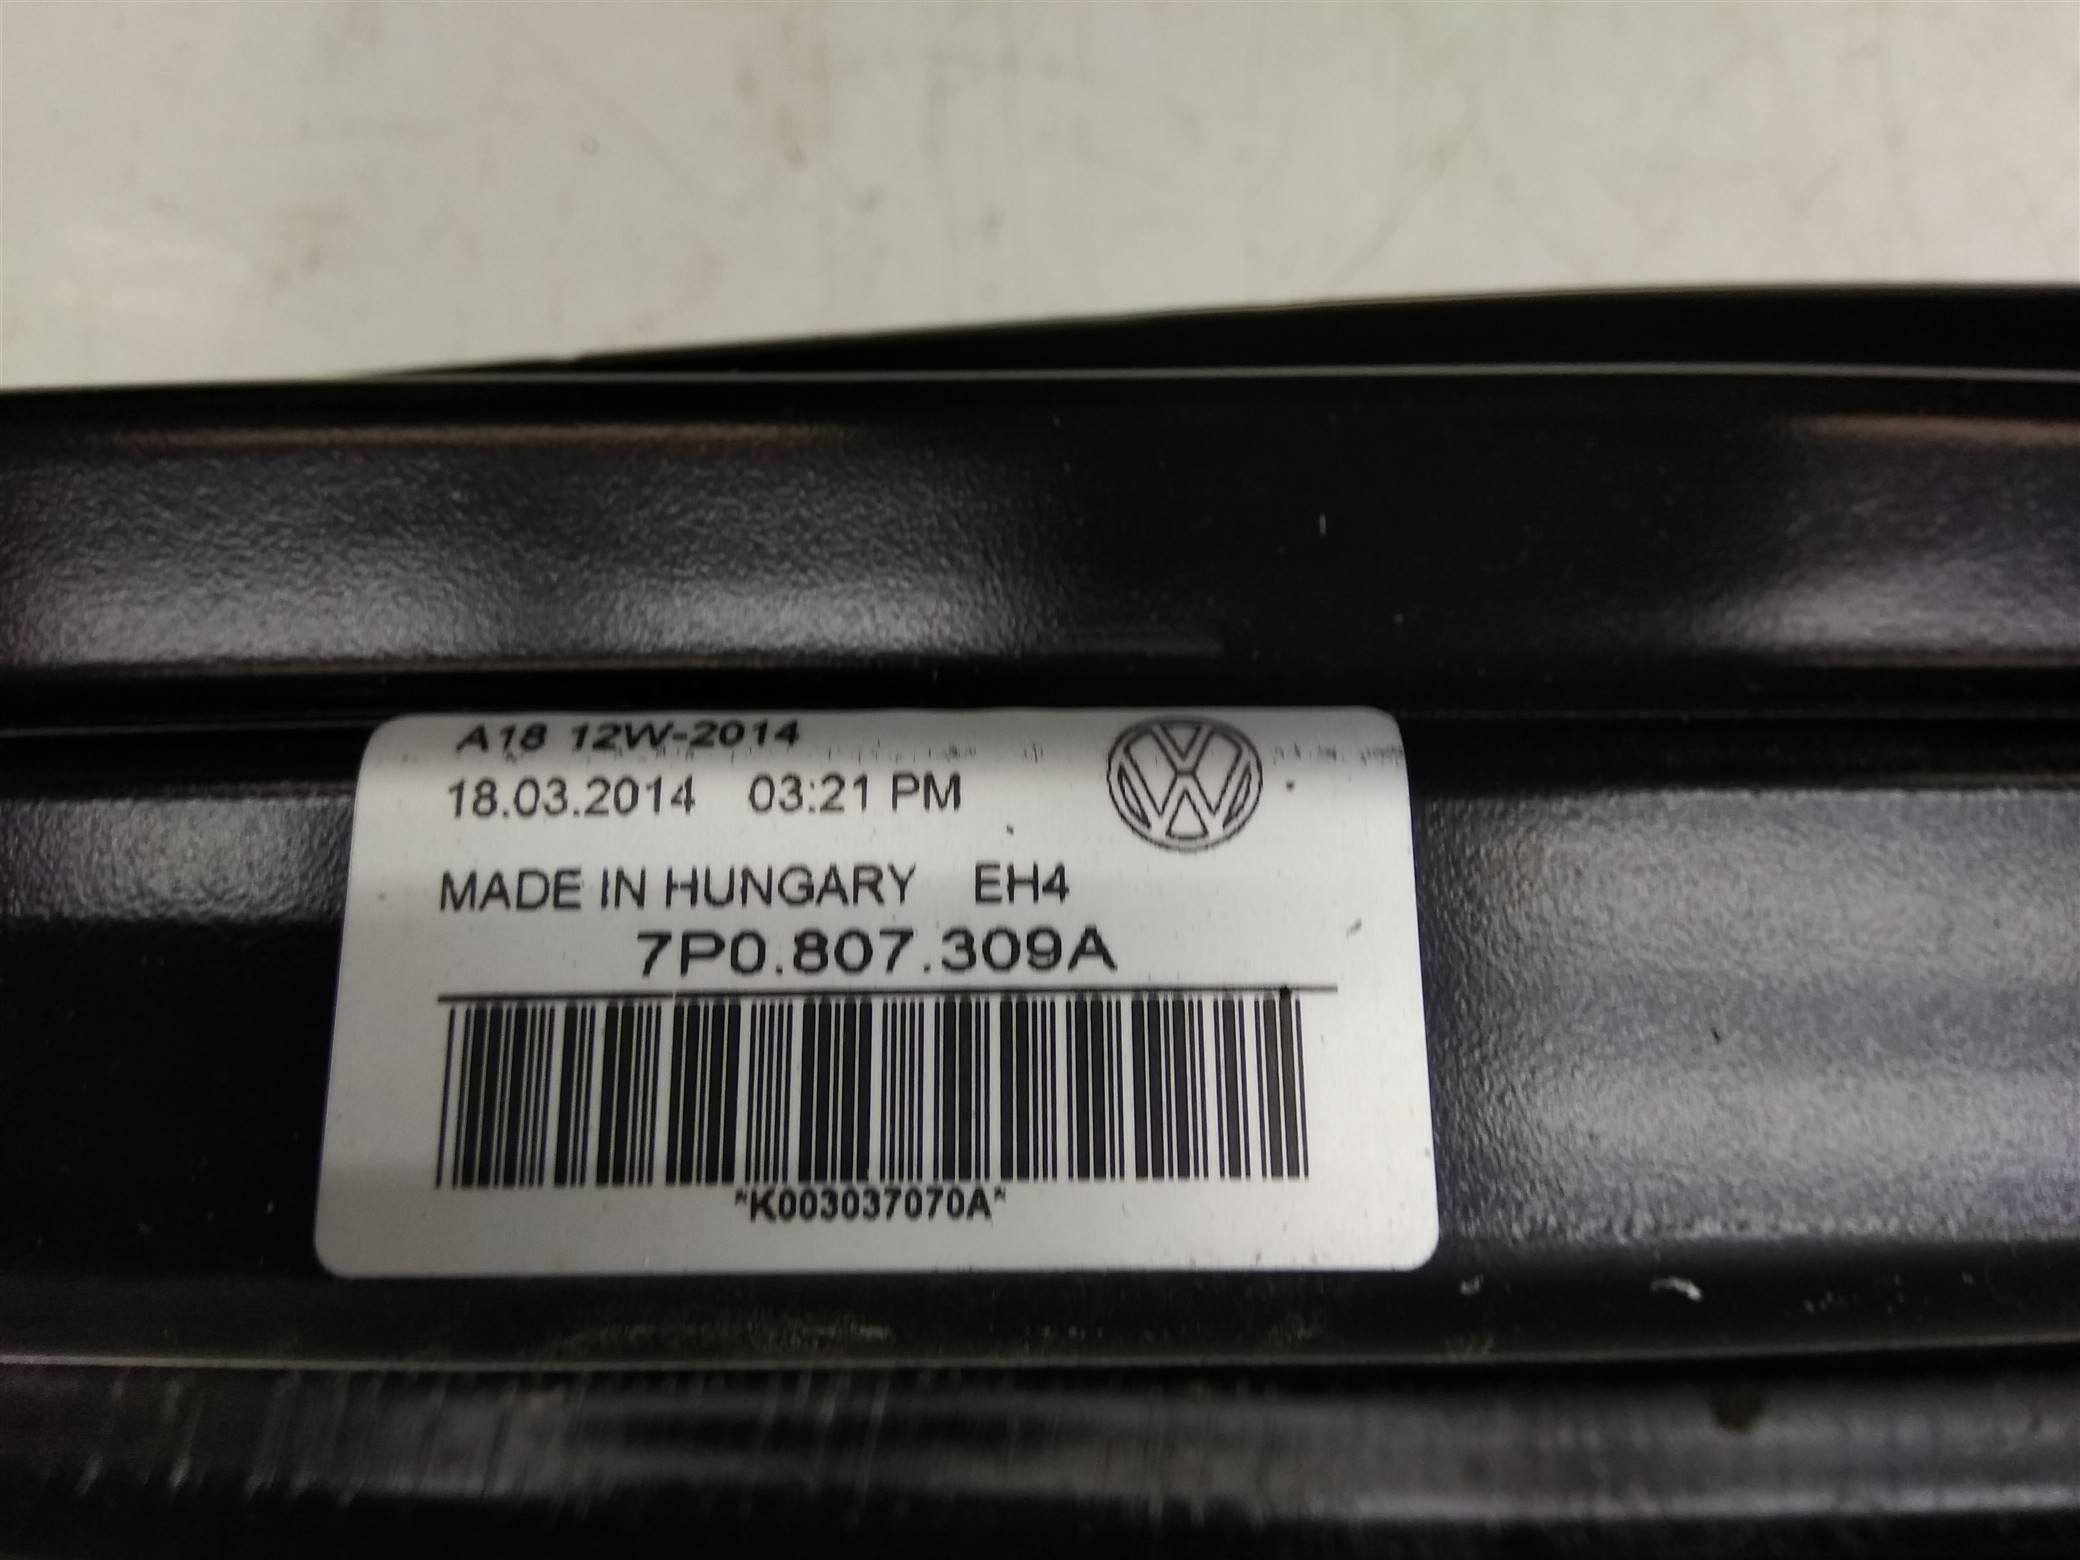 A18 12W-2014
18.03.2014 03:21 PM
MADE IN HUNGARY EH4
7P0.807.309A
*K003037070A*